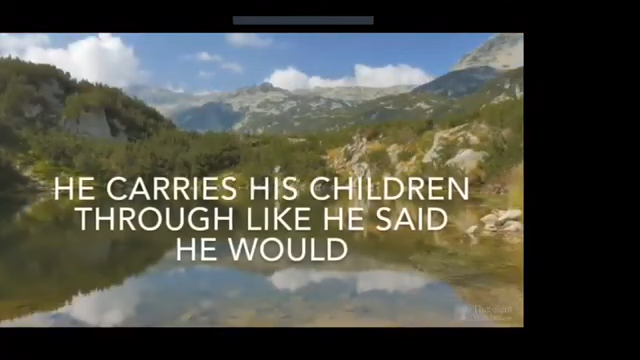 HE CARRIES HIS CHILDREN
THROUGH LIKE HE SAID
HE WOULD